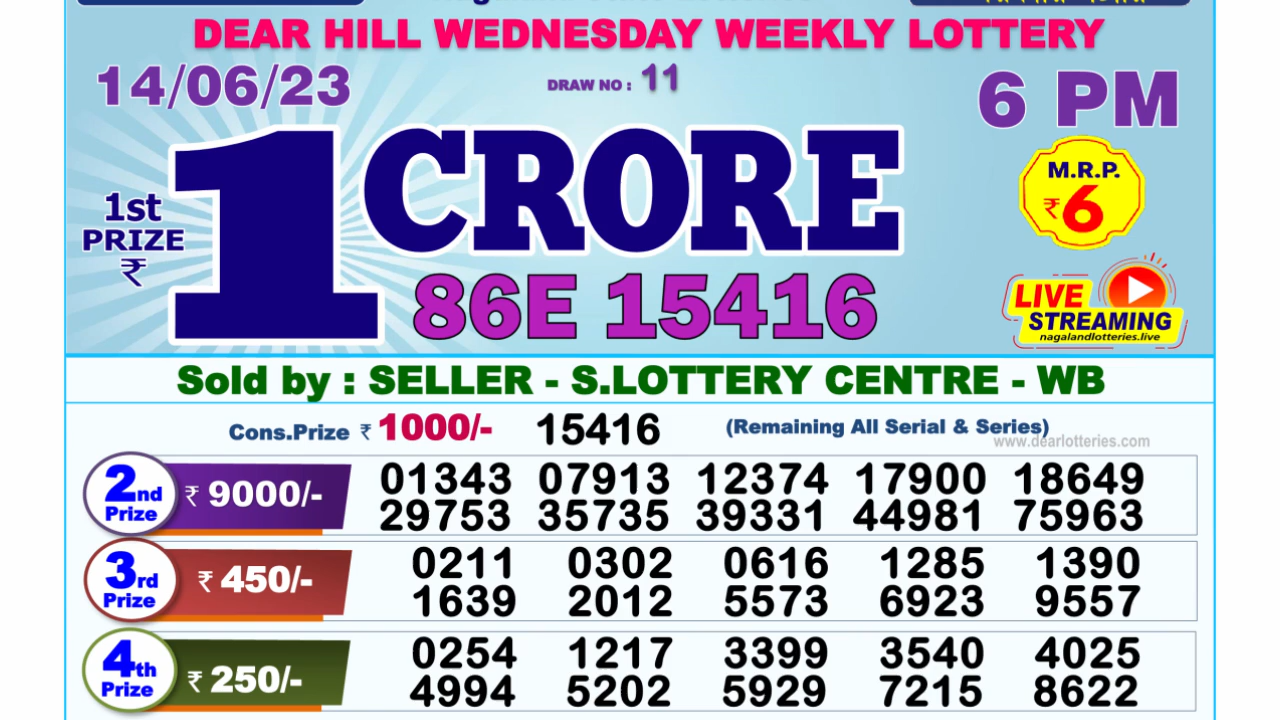 DEAR HILL WEDNESDAY WEEKLY LOTTERY
14/06/23
DRAW NO : 11
6 PM
1st PRIZE ₹
1 CRORE
86E 15416
M.R.P.
₹6
LIVE
STREAMING
nagalandlotteries.live
Sold by : SELLER - S.LOTTERY CENTRE - WB
Cons.Prize ₹ 1000/- 15416 (Remaining All Serial & Series)
www.dearlotteries.com
2nd Prize ₹ 9000/-
01343 07913 12374 17900 18649
29753 35735 39331 44981 75963
3rd Prize ₹ 450/-
0211 0302 0616 1285 1390
1639 2012 5573 6923 9557
4th Prize ₹ 250/-
0254 1217 3399 3540 4025
4994 5202 5929 7215 8622